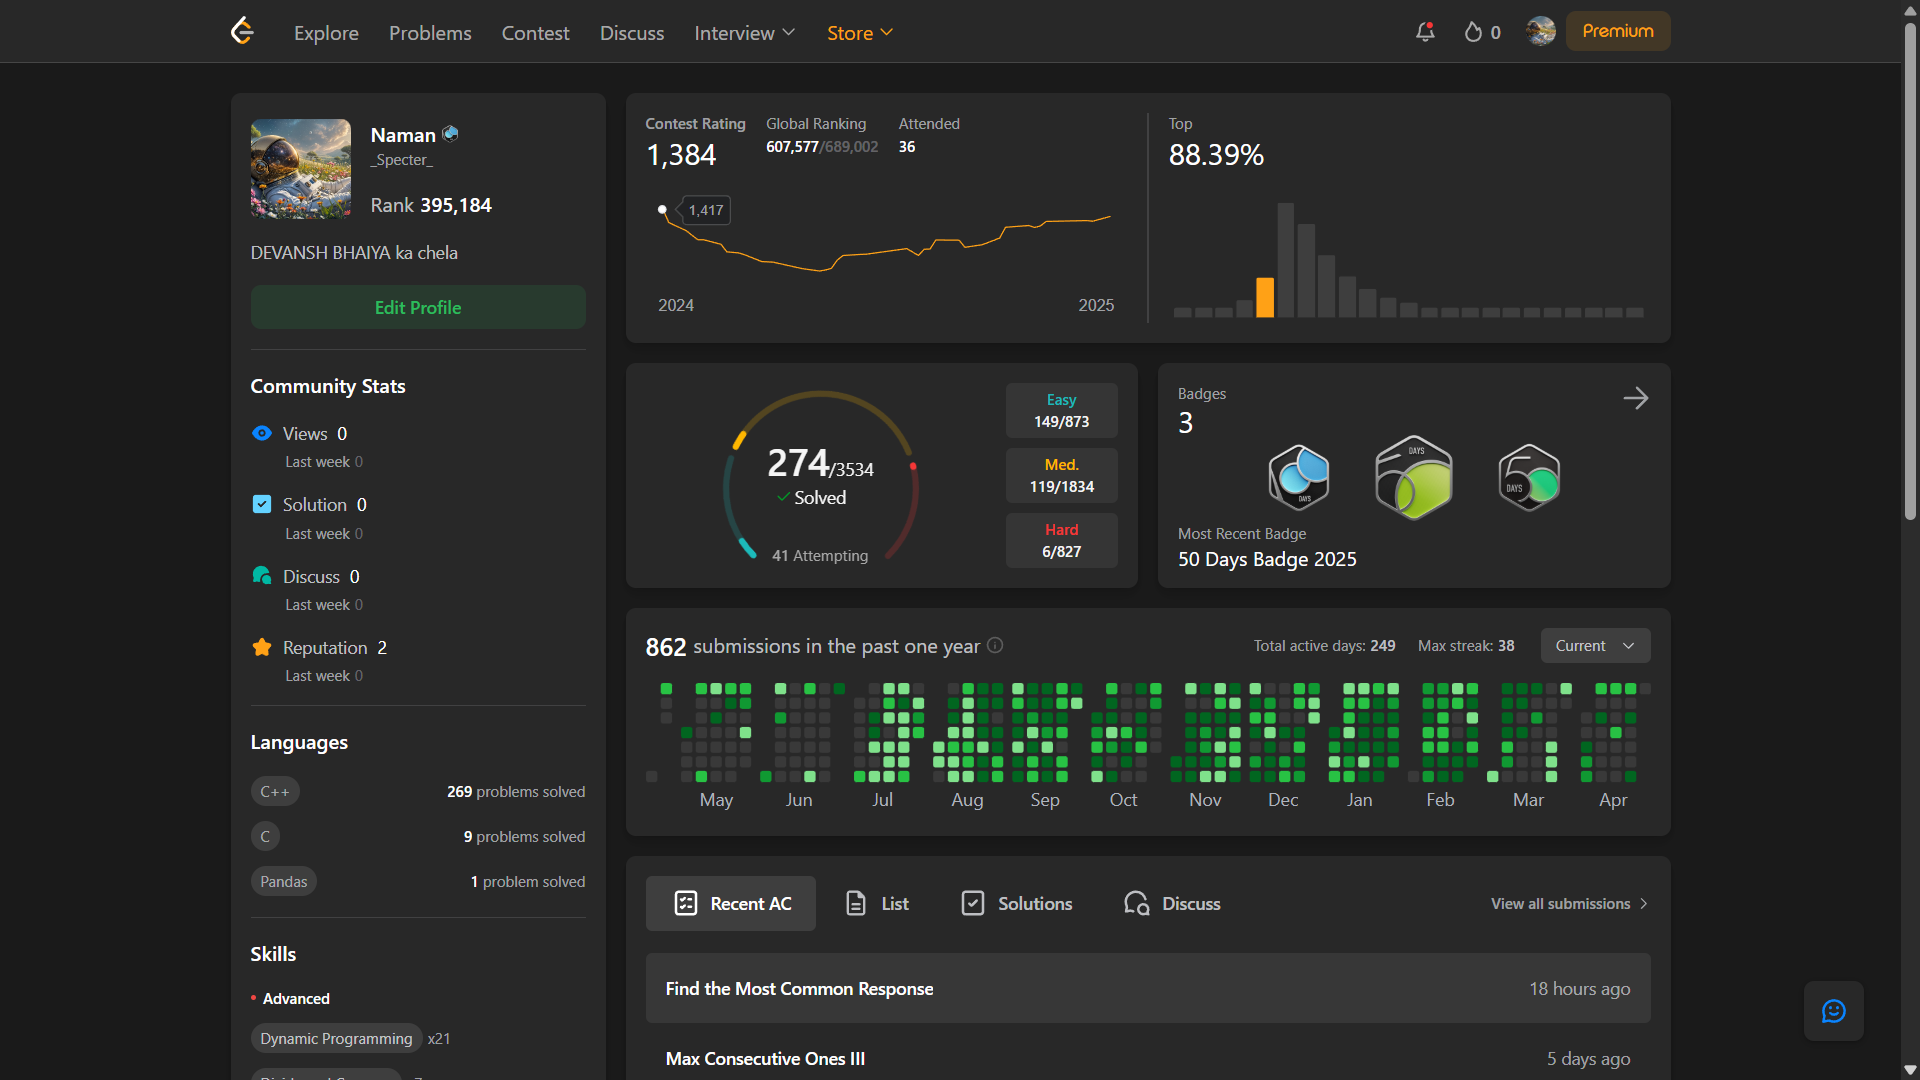 Explore Problems Contest Discuss Interview Store 0 Premium
Naman
_Specter_
Rank 395,184
DEVANSH BHAIYA ka chela
Edit Profile
Community Stats
Views 0
Last week 0
Solution 0
Last week 0
Discuss 0
Last week 0
Reputation 2
Last week 0
Languages
C++ 269 problems solved
C 9 problems solved
Pandas 1 problem solved
Skills
Advanced
Dynamic Programming x21
Contest Rating
1,384
Global Ranking
607,577/689,002
Attended
36
1,417
2024 2025
Top
88.39%
274/3534
Solved
41 Attempting
Easy
149/873
Med.
119/1834
Hard
6/827
Badges
3
DAYS
DAYS
50 DAYS
Most Recent Badge
50 Days Badge 2025
862 submissions in the past one year
Total active days: 249 Max streak: 38 Current
May Jun Jul Aug Sep Oct Nov Dec Jan Feb Mar Apr
Recent AC List Solutions Discuss View all submissions
Find the Most Common Response 18 hours ago
Max Consecutive Ones III 5 days ago